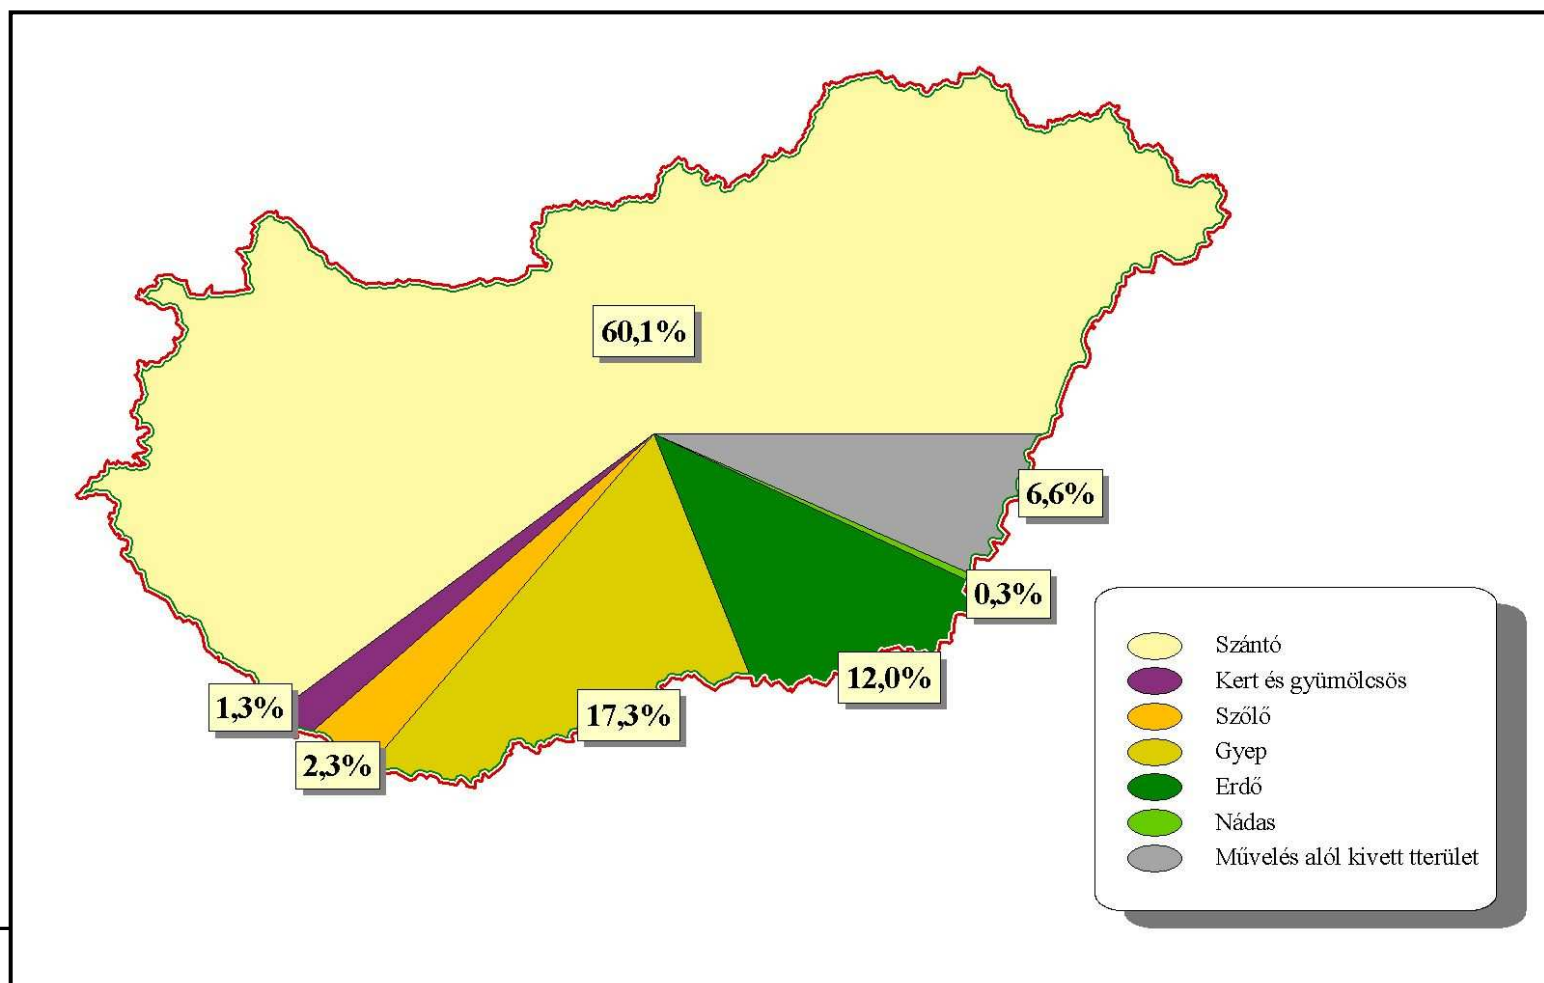 60,1%
6,6%
0,3%
12,0%
17,3%
1,3%
2,3%
Szántó
Kert és gyümölcsös
Szőlő
Gyep
Erdő
Nádas
Művelés alól kivett tterület